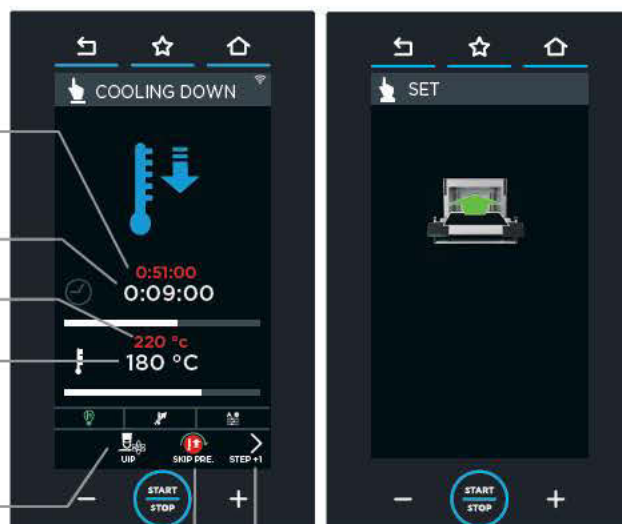 COOLING DOWN
0:51:00
0:09:00
220 °c
180 °C
UIP
SKIP PRE.
STEP +1
−
START
STOP
+
SET
−
START
STOP
+